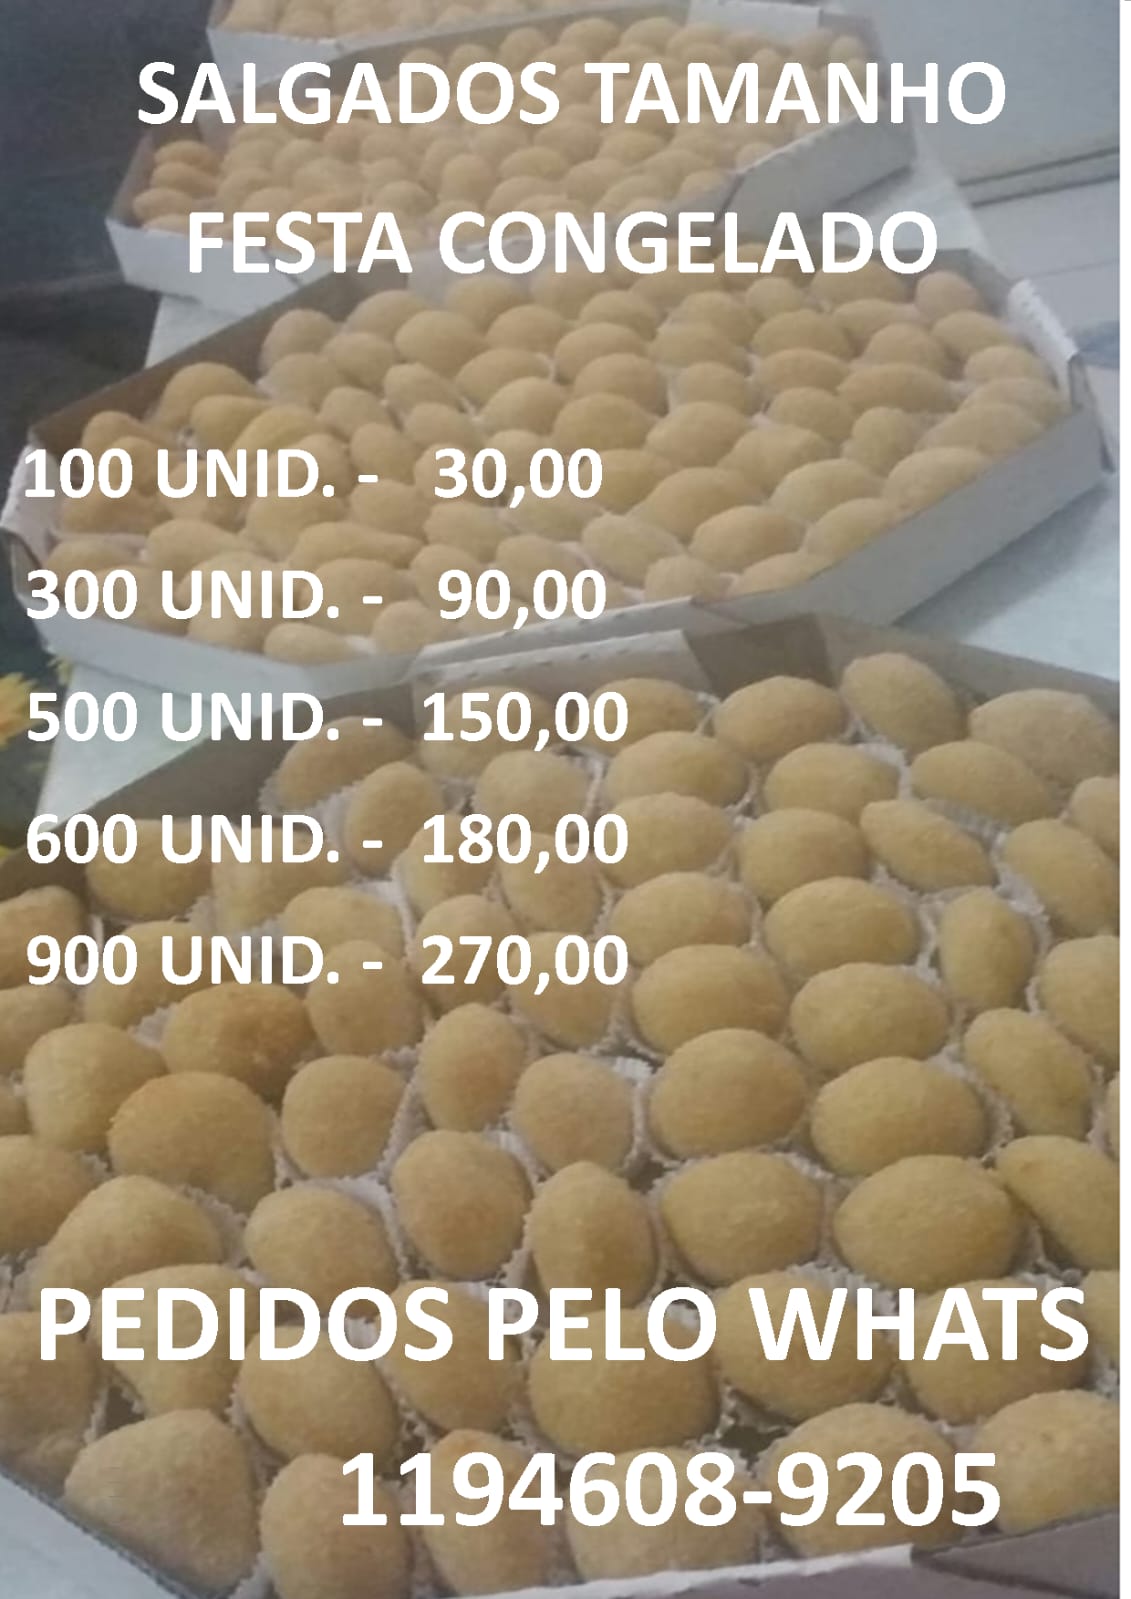 SALGADOS TAMANHO
FESTA CONGELADO
100 UNID. - 30,00
300 UNID. - 90,00
500 UNID. - 150,00
600 UNID. - 180,00
900 UNID. - 270,00
PEDIDOS PELO WHATS
1194608-9205